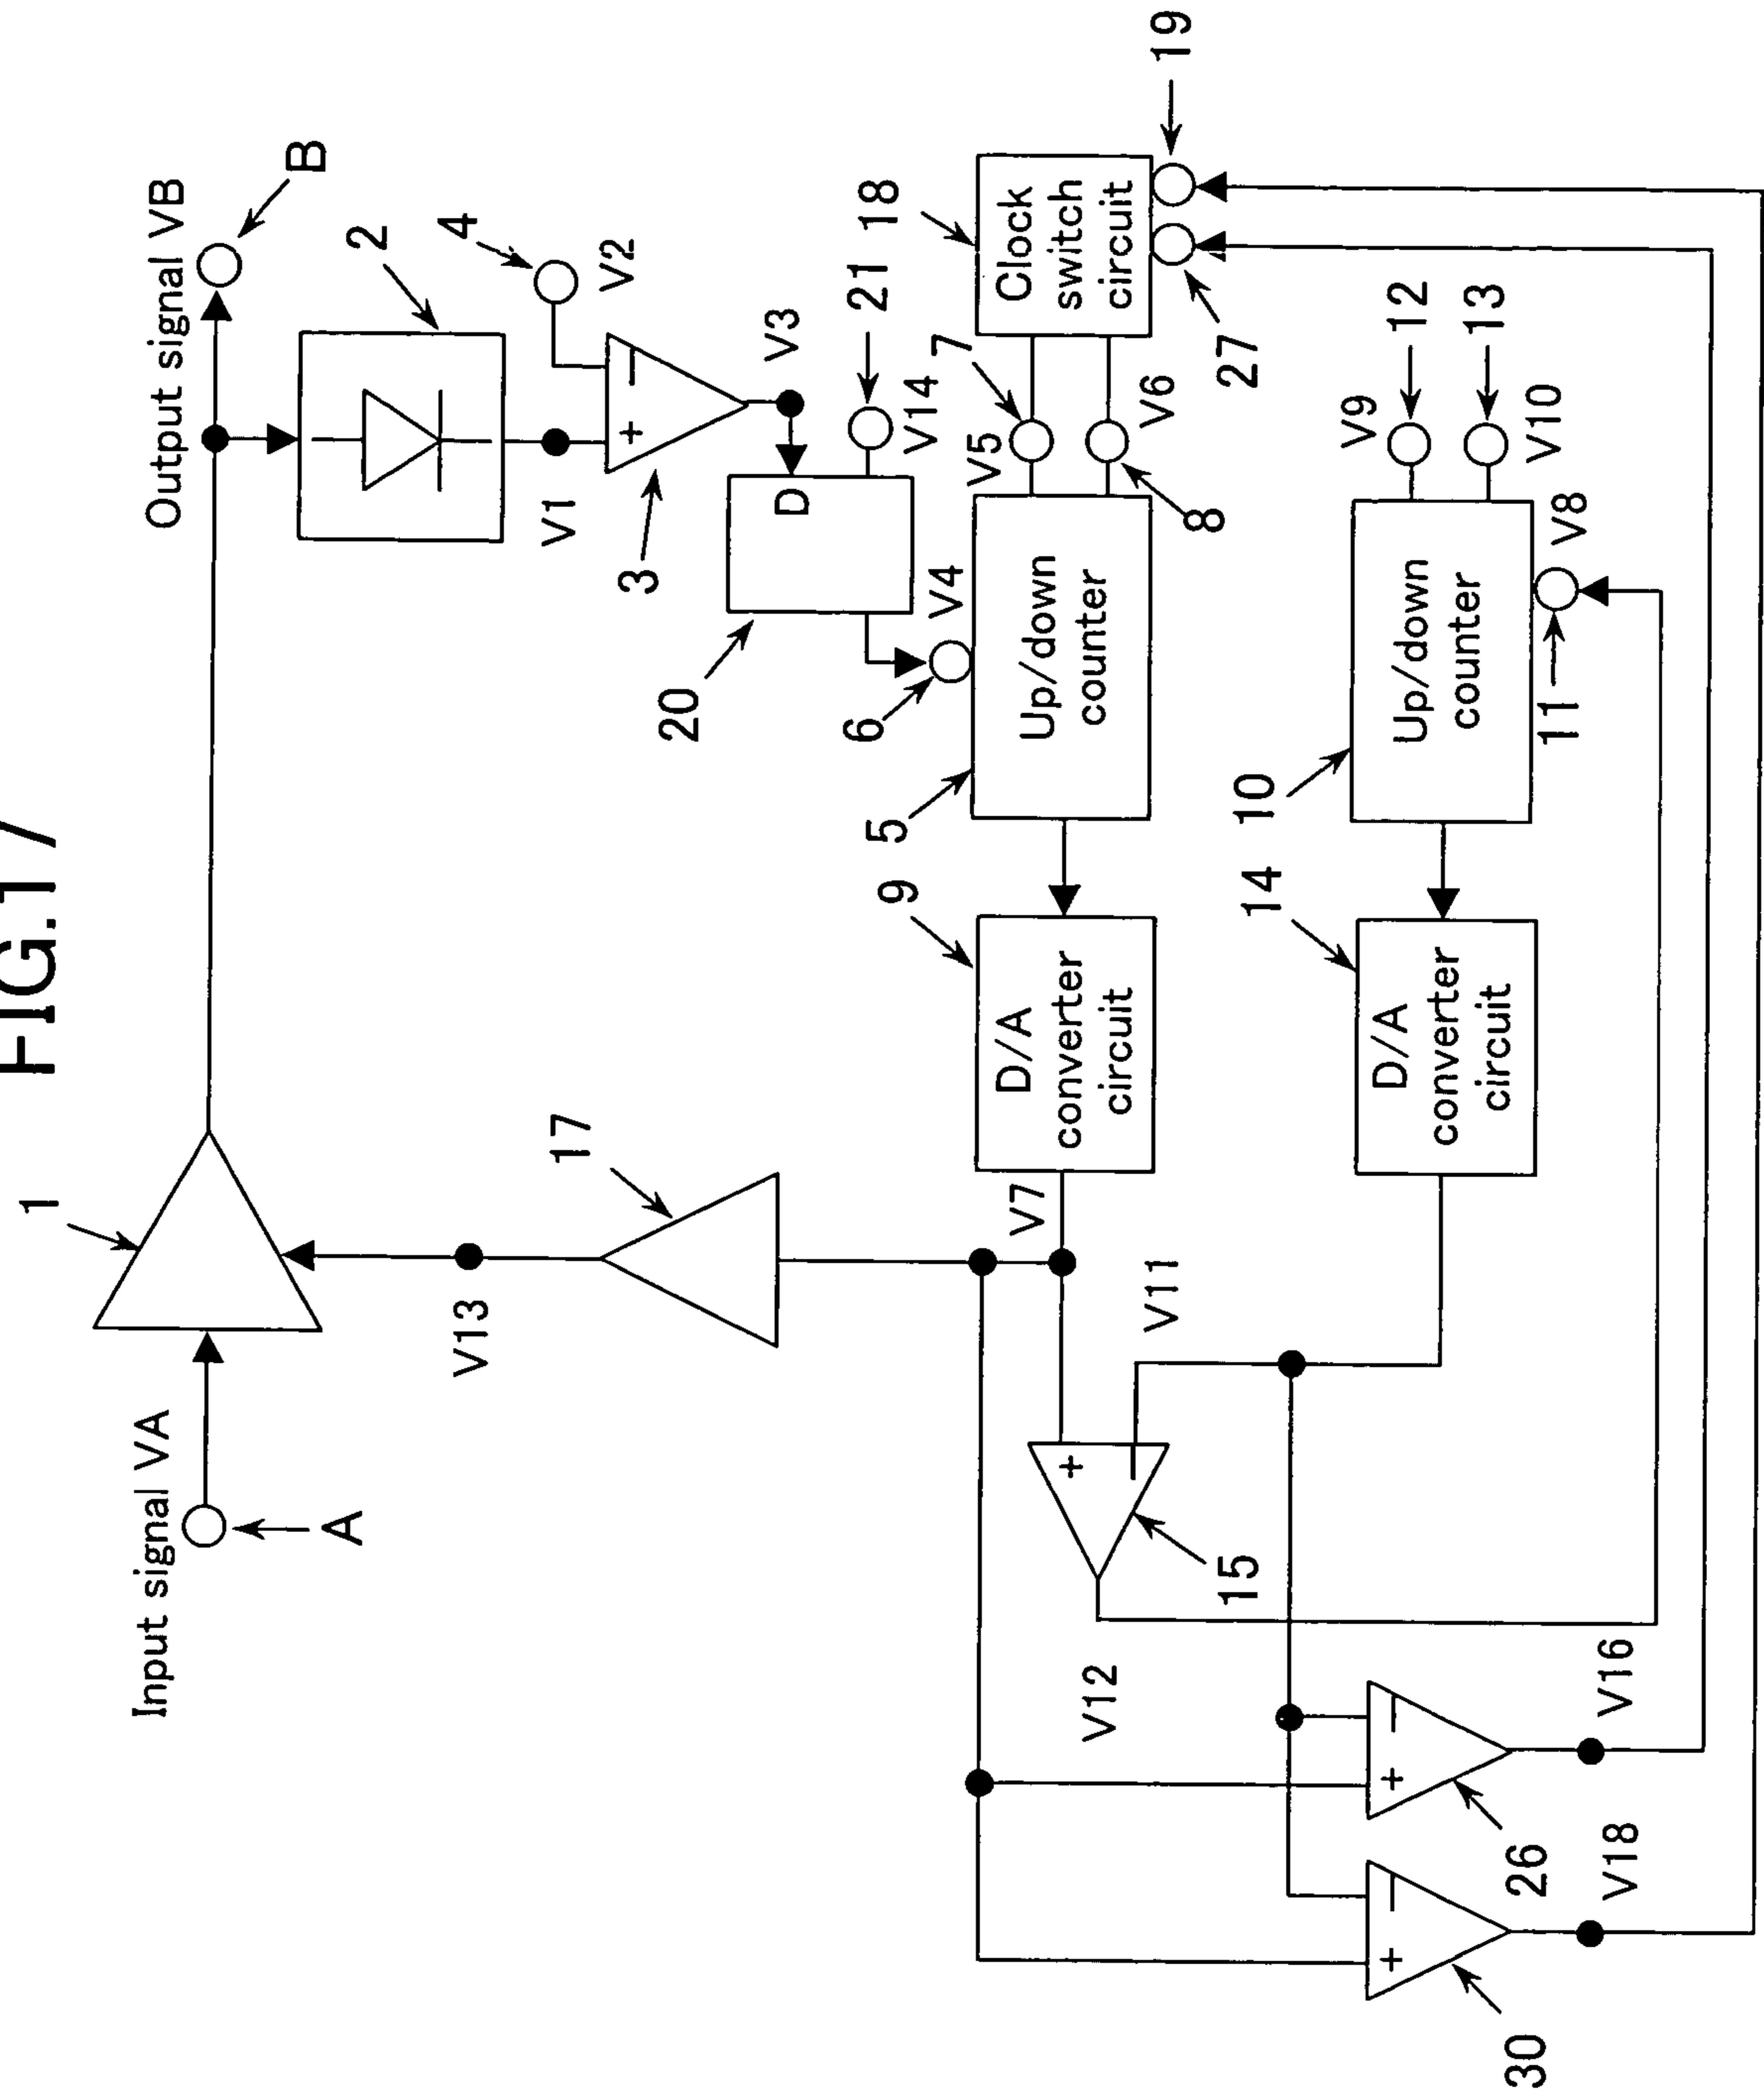 FIG.17
1
Input signal VA
A
Output signal VB
B
2
V1
4
V2
+
−
3
V3
D
20
21
V14
6
V4
17
V13
18
Clock
switch
circuit
19
27
7
V5
8
V6
5
Up/down
counter
9
D/A
converter
circuit
V7
10
Up/down
counter
V9
12
13
V10
11
V8
14
D/A
converter
circuit
V11
+
−
15
V12
+
−
26
V16
+
−
30
V18